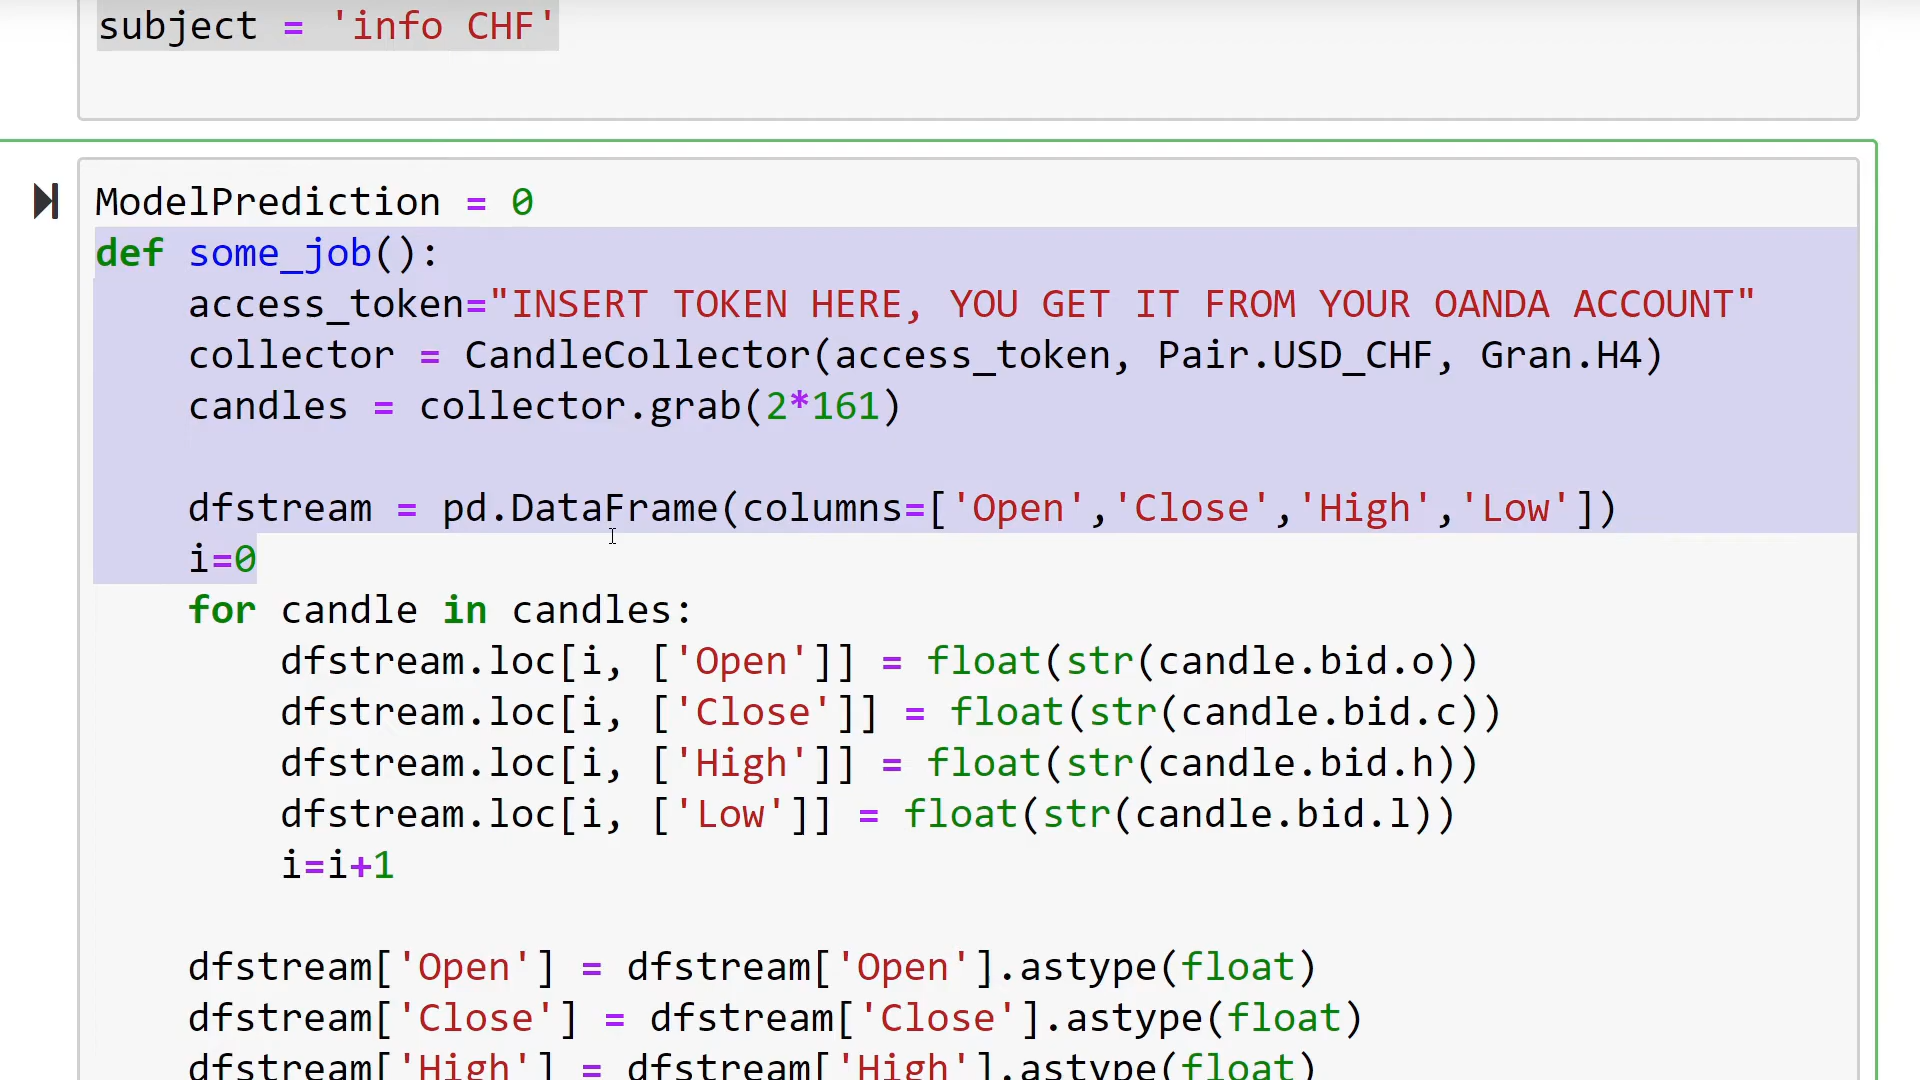 subject = 'info CHF'
ModelPrediction = 0
def some_job():
    access_token="INSERT TOKEN HERE, YOU GET IT FROM YOUR OANDA ACCOUNT"
    collector = CandleCollector(access_token, Pair.USD_CHF, Gran.H4)
    candles = collector.grab(2*161)
    dfstream = pd.DataFrame(columns=['Open','Close','High','Low'])
    i=0
    for candle in candles:
        dfstream.loc[i, ['Open']] = float(str(candle.bid.o))
        dfstream.loc[i, ['Close']] = float(str(candle.bid.c))
        dfstream.loc[i, ['High']] = float(str(candle.bid.h))
        dfstream.loc[i, ['Low']] = float(str(candle.bid.l))
        i=i+1
    dfstream['Open'] = dfstream['Open'].astype(float)
    dfstream['Close'] = dfstream['Close'].astype(float)
    dfstream['High'] = dfstream['High'].astype(float)